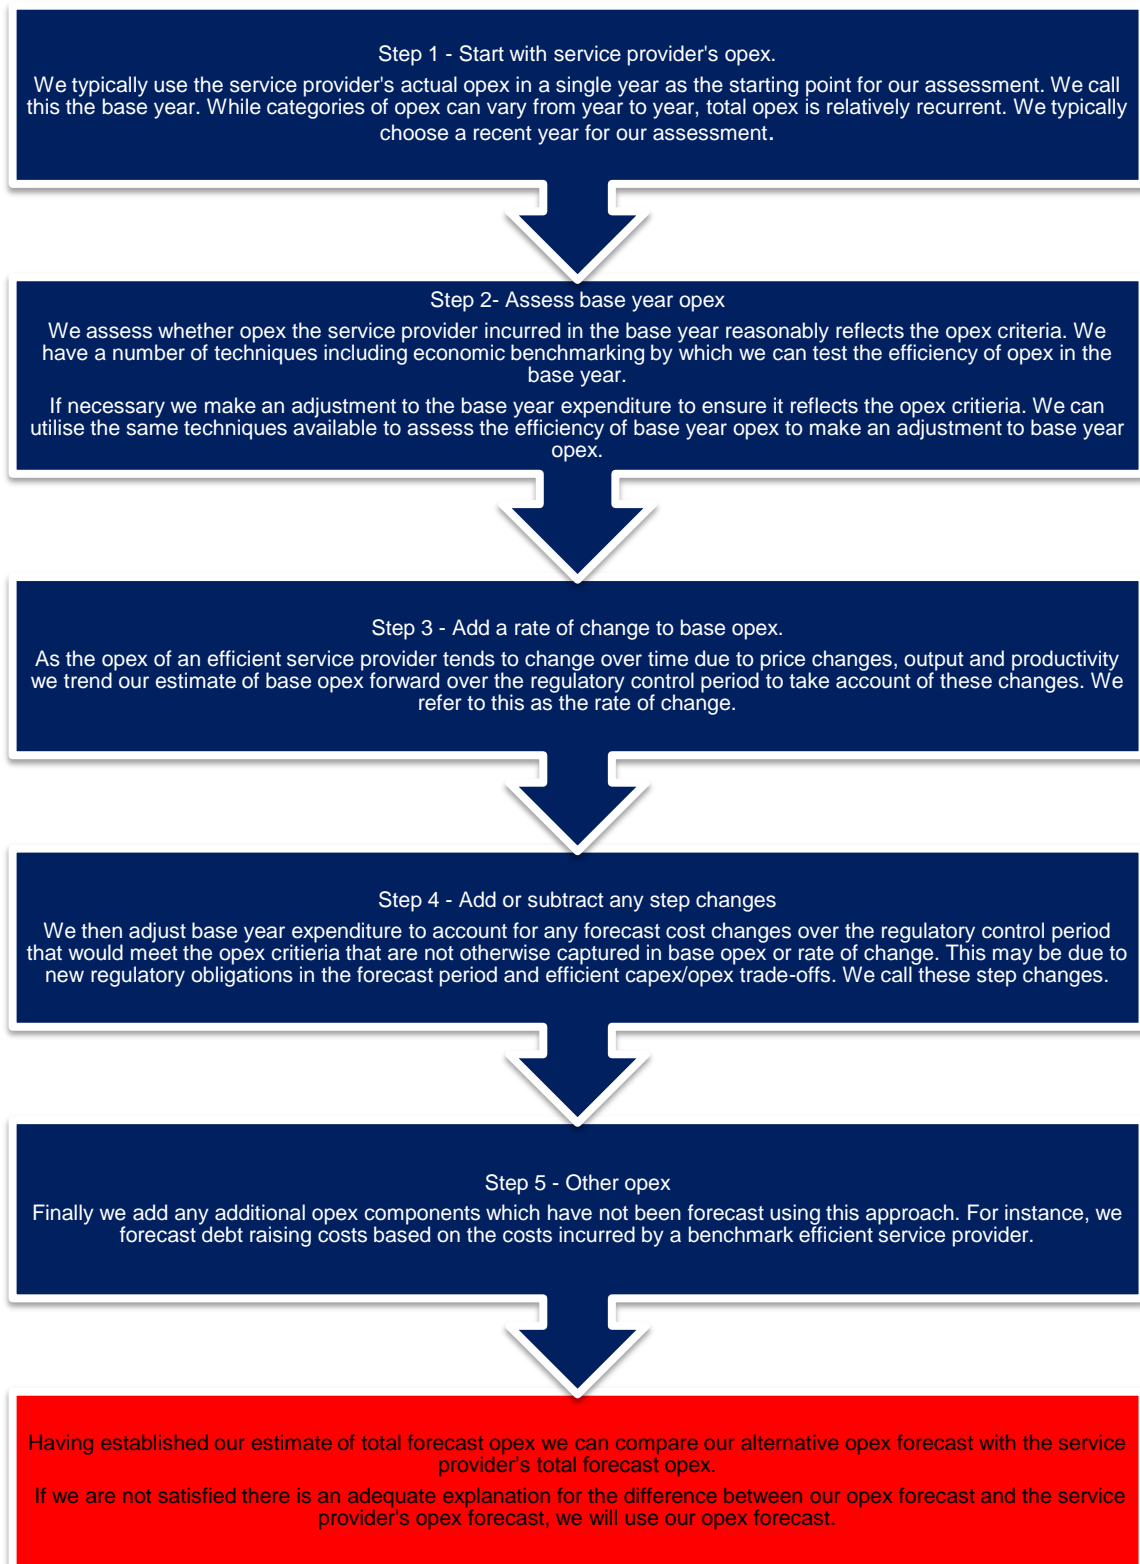 Step 1 - Start with service provider's opex.
We typically use the service provider's actual opex in a single year as the starting point for our assessment. We call
this the base year. While categories of opex can vary from year to year, total opex is relatively recurrent. We typically
choose a recent year for our assessment.
Step 2- Assess base year opex
We assess whether opex the service provider incurred in the base year reasonably reflects the opex criteria. We
have a number of techniques including economic benchmarking by which we can test the efficiency of opex in the
base year.
If necessary we make an adjustment to the base year expenditure to ensure it reflects the opex critieria. We can
utilise the same techniques available to assess the efficiency of base year opex to make an adjustment to base year
opex.
Step 3 - Add a rate of change to base opex.
As the opex of an efficient service provider tends to change over time due to price changes, output and productivity
we trend our estimate of base opex forward over the regulatory control period to take account of these changes. We
refer to this as the rate of change.
Step 4 - Add or subtract any step changes
We then adjust base year expenditure to account for any forecast cost changes over the regulatory control period
that would meet the opex critieria that are not otherwise captured in base opex or rate of change. This may be due to
new regulatory obligations in the forecast period and efficient capex/opex trade-offs. We call these step changes.
Step 5 - Other opex
Finally we add any additional opex components which have not been forecast using this approach. For instance, we
forecast debt raising costs based on the costs incurred by a benchmark efficient service provider.
Having established our estimate of total forecast opex we can compare our alternative opex forecast with the service
provider's total forecast opex.
If we are not satisfied there is an adequate explanation for the difference between our opex forecast and the service
provider's opex forecast, we will use our opex forecast.